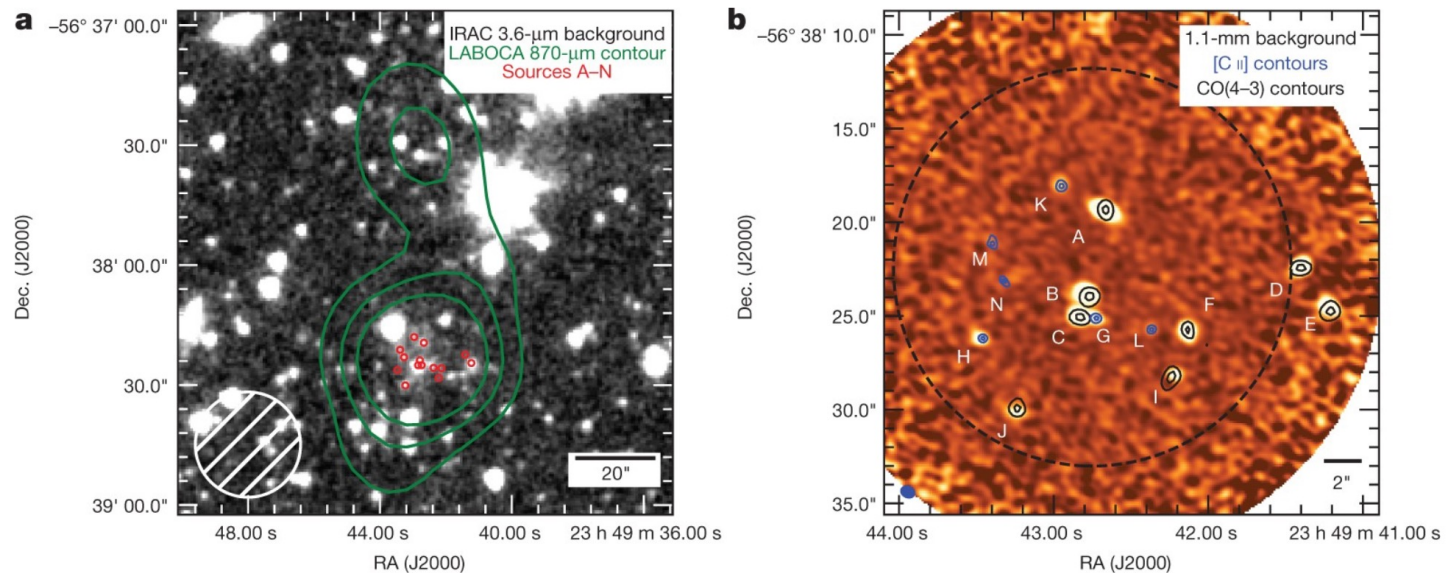 a
IRAC 3.6-μm background
LABOCA 870-μm contour
Sources A–N
–56° 37' 00.0"
30.0"
38' 00.0"
30.0"
39' 00.0"
Dec. (J2000)
20"
48.00 s 44.00 s 40.00 s 23 h 49 m 36.00 s
RA (J2000)
b
1.1-mm background
[C II] contours
CO(4–3) contours
–56° 38' 10.0"
15.0"
20.0"
25.0"
30.0"
35.0"
Dec. (J2000)
K
A
M
D
B
N
F
E
C
G
L
H
I
J
2"
44.00 s 43.00 s 42.00 s 23 h 49 m 41.00 s
RA (J2000)